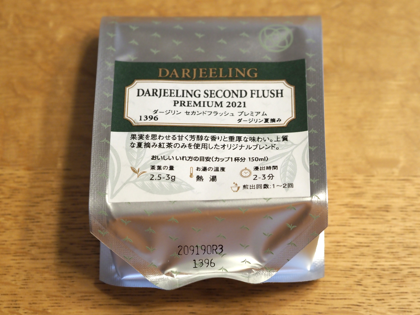 DARJEELING
DARJEELING SECOND FLUSH
PREMIUM 2021
ダージリン セカンドフラッシュ プレミアム
1396 ダージリン夏摘み
果実を思わせる甘く芳醇な香りと重厚な味わい。上質
な夏摘み紅茶のみを使用したオリジナルブレンド。
おいしいいれ方の目安(カップ1杯分 150ml)
茶葉の量 お湯の温度 湯出時間
2.5-3g 熱湯 2-3分
煎出回数:1~2回
209190R3
1396